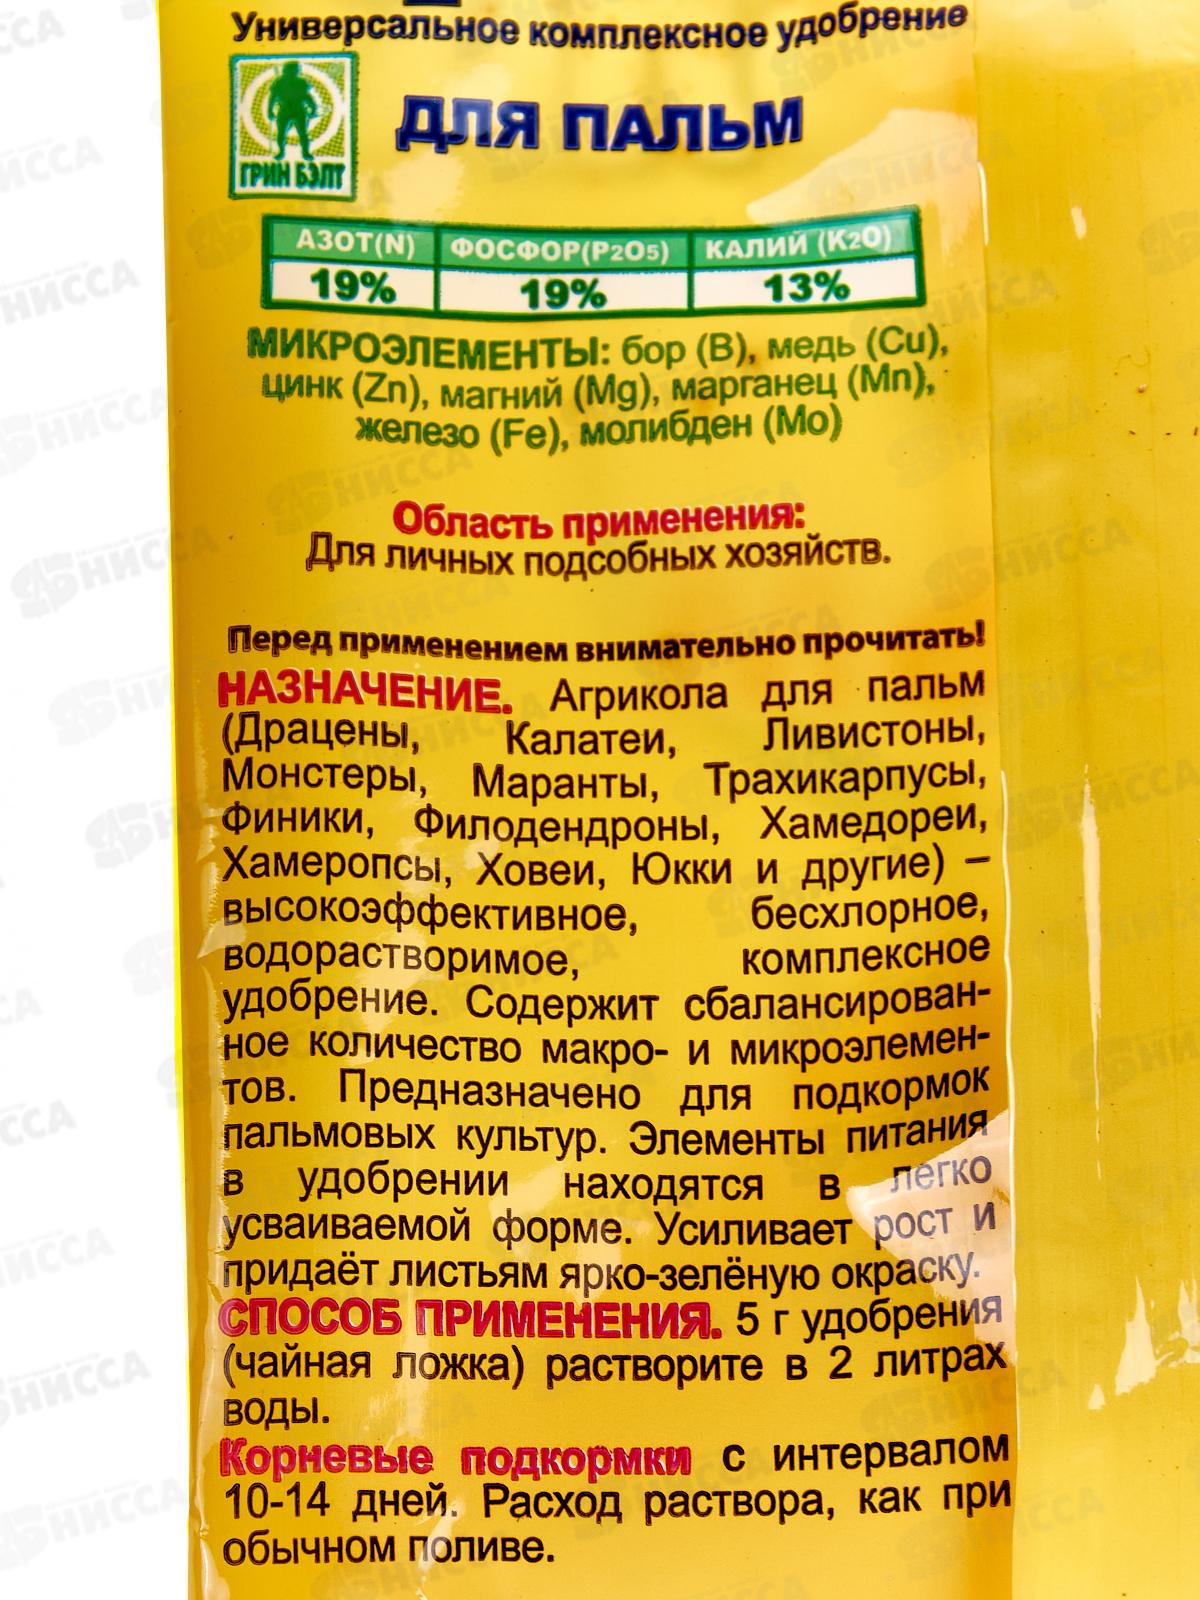 Универсальное комплексное удобрение
ДЛЯ ПАЛЬМ
ГРИН БЭЛТ
АЗОТ(N) ФОСФОР(P2O5) КАЛИЙ (K2O)
19% 19% 13%
МИКРОЭЛЕМЕНТЫ: бор (B), медь (Cu),
цинк (Zn), магний (Mg), марганец (Mn),
железо (Fe), молибден (Mo)
Область применения:
Для личных подсобных хозяйств.
Перед применением внимательно прочитать!
НАЗНАЧЕНИЕ. Агрикола для пальм
(Драцены, Калатеи, Ливистоны,
Монстеры, Маранты, Трахикарпусы,
Финики, Филодендроны, Хамедореи,
Хамеропсы, Ховеи, Юкки и другие) –
высокоэффективное, бесхлорное,
водорастворимое, комплексное
удобрение. Содержит сбалансирован-
ное количество макро- и микроэлемен-
тов. Предназначено для подкормок
пальмовых культур. Элементы питания
в удобрении находятся в легко
усваиваемой форме. Усиливает рост и
придаёт листьям ярко-зелёную окраску.
СПОСОБ ПРИМЕНЕНИЯ. 5 г удобрения
(чайная ложка) растворите в 2 литрах
воды.
Корневые подкормки с интервалом
10-14 дней. Расход раствора, как при
обычном поливе.